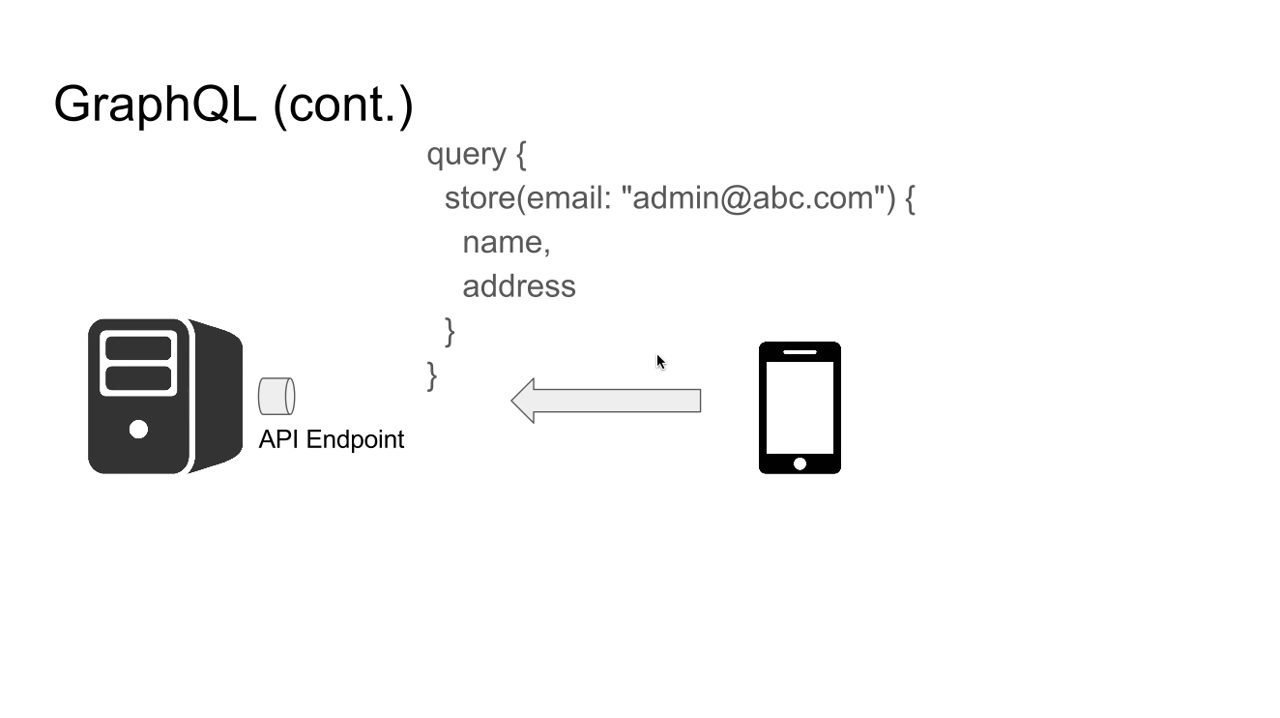 GraphQL (cont.)
query {
store(email: "admin@abc.com") {
name,
address
}
}
API Endpoint